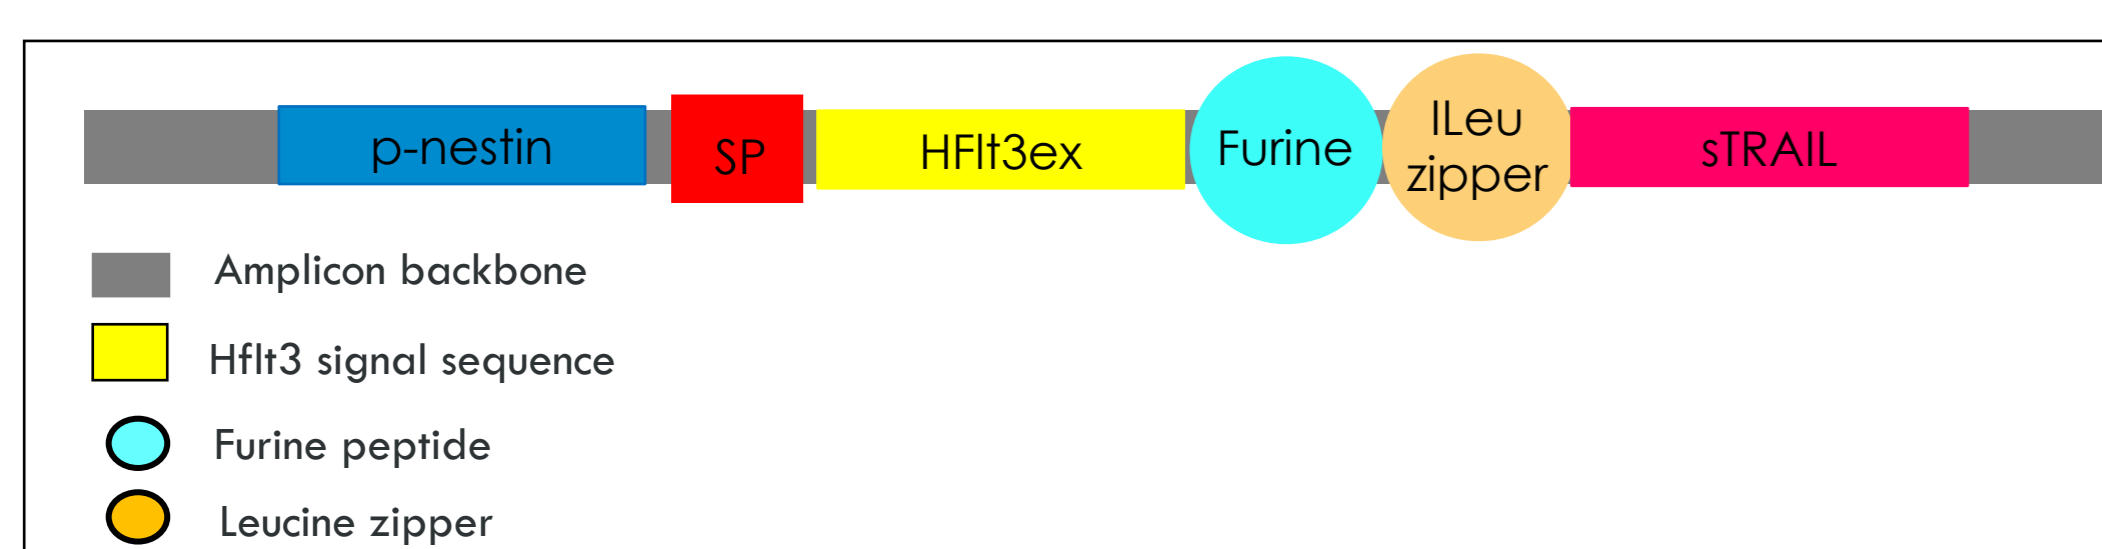 p-nestin
SP
HFlt3ex
Furine
ILeu
zipper
sTRAIL
Amplicon backbone
Hflt3 signal sequence
Furine peptide
Leucine zipper